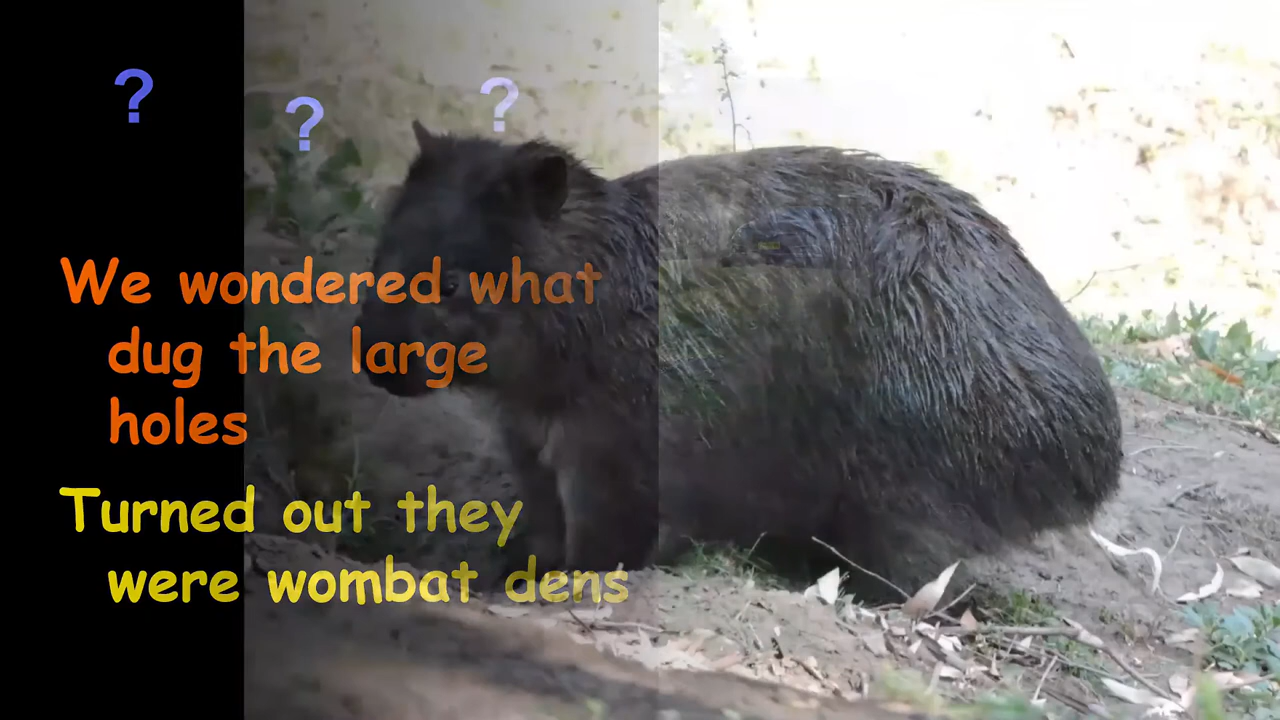 ? ? ?
We wondered what
dug the large
holes
Turned out they
were wombat dens